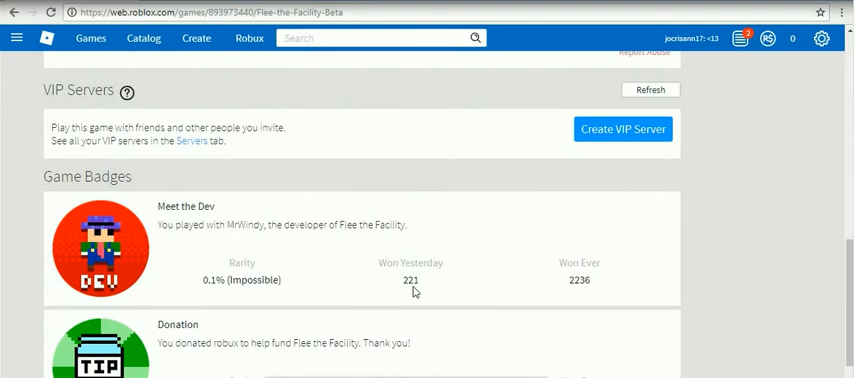 https://web.roblox.com/games/893973440/Flee-the-Facility-Beta
Games Catalog Create Robux Search jocrisann17: <13 2 R$ 0
Report Abuse
VIP Servers ? Refresh
Play this game with friends and other people you invite.
See all your VIP servers in the Servers tab.
Create VIP Server
Game Badges
Meet the Dev
You played with MrWindy, the developer of Flee the Facility.
Rarity Won Yesterday Won Ever
0.1% (Impossible) 221 2236
DEV
Donation
You donated robux to help fund Flee the Facility. Thank you!
TIP